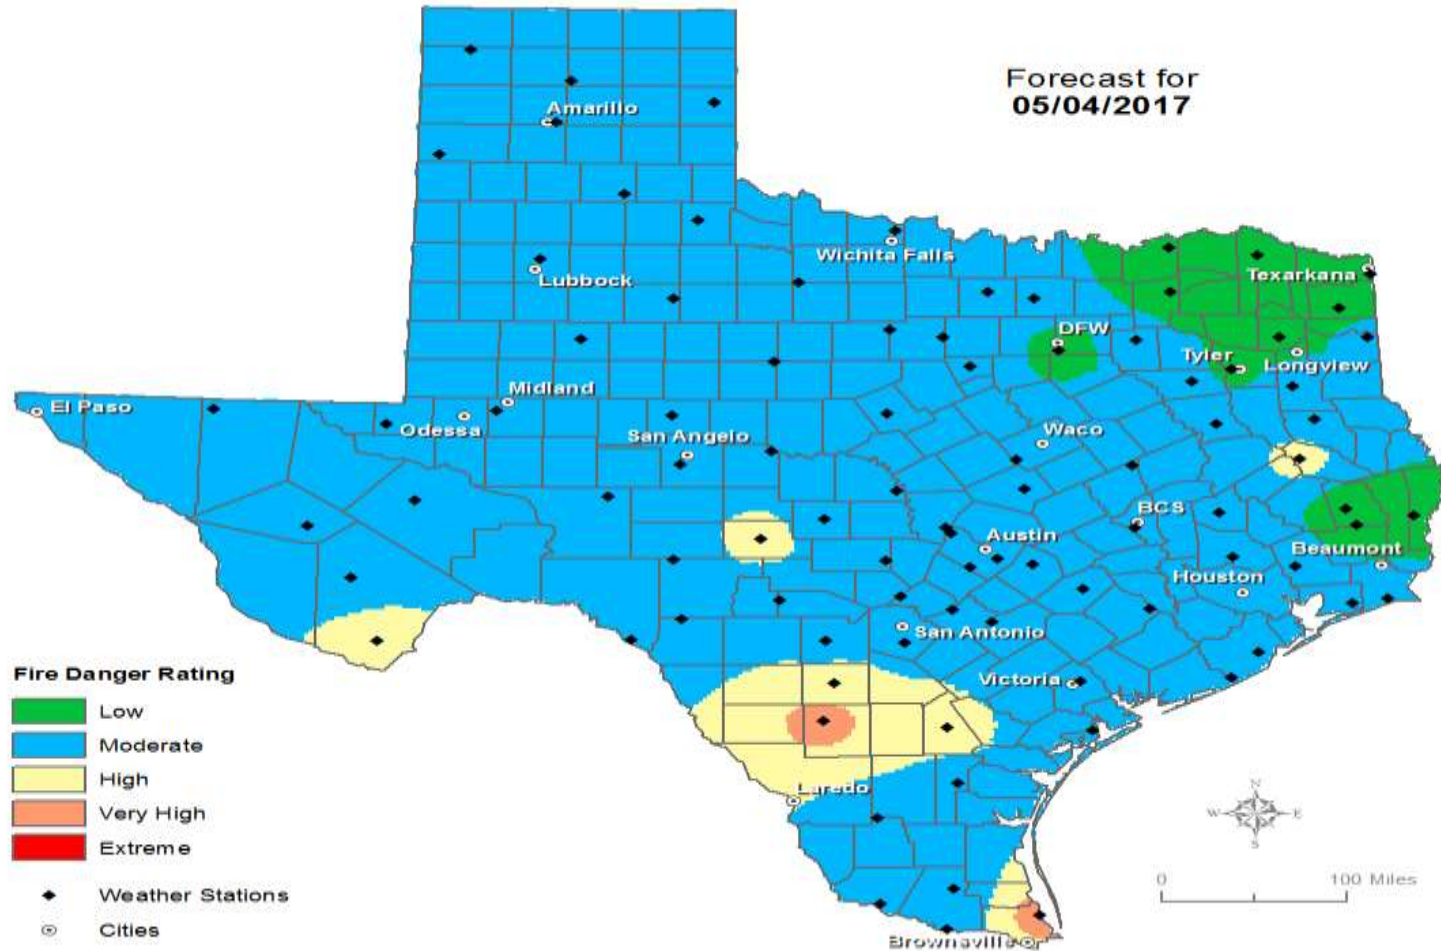 Forecast for
05/04/2017
Amarillo
Wichita Falls
Lubbock
Texarkana
DFW
Tyler
Longview
Midland
El Paso
Odessa
San Angelo
Waco
BCS
Austin
Beaumont
Houston
San Antonio
Victoria
Laredo
Brownsville
Fire Danger Rating
Low
Moderate
High
Very High
Extreme
Weather Stations
Cities
N
W
E
S
0
100 Miles